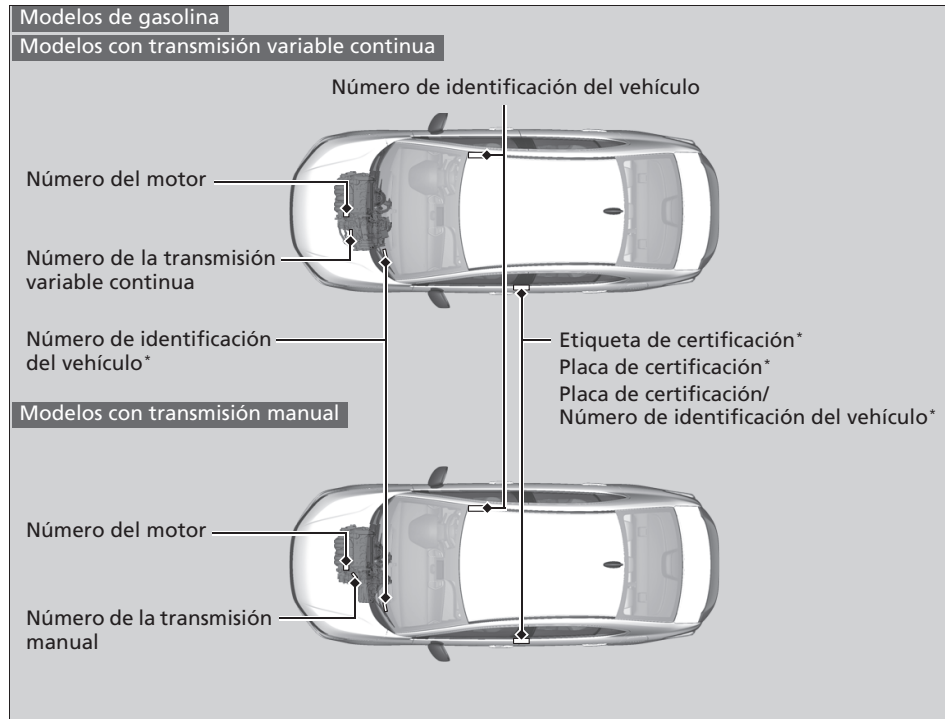 Modelos de gasolina
Modelos con transmisión variable continua
Número de identificación del vehículo
Número del motor
Número de la transmisión
variable continua
Número de identificación
del vehículo*
Etiqueta de certificación*
Placa de certificación*
Placa de certificación/
Número de identificación del vehículo*
Modelos con transmisión manual
Número del motor
Número de la transmisión
manual